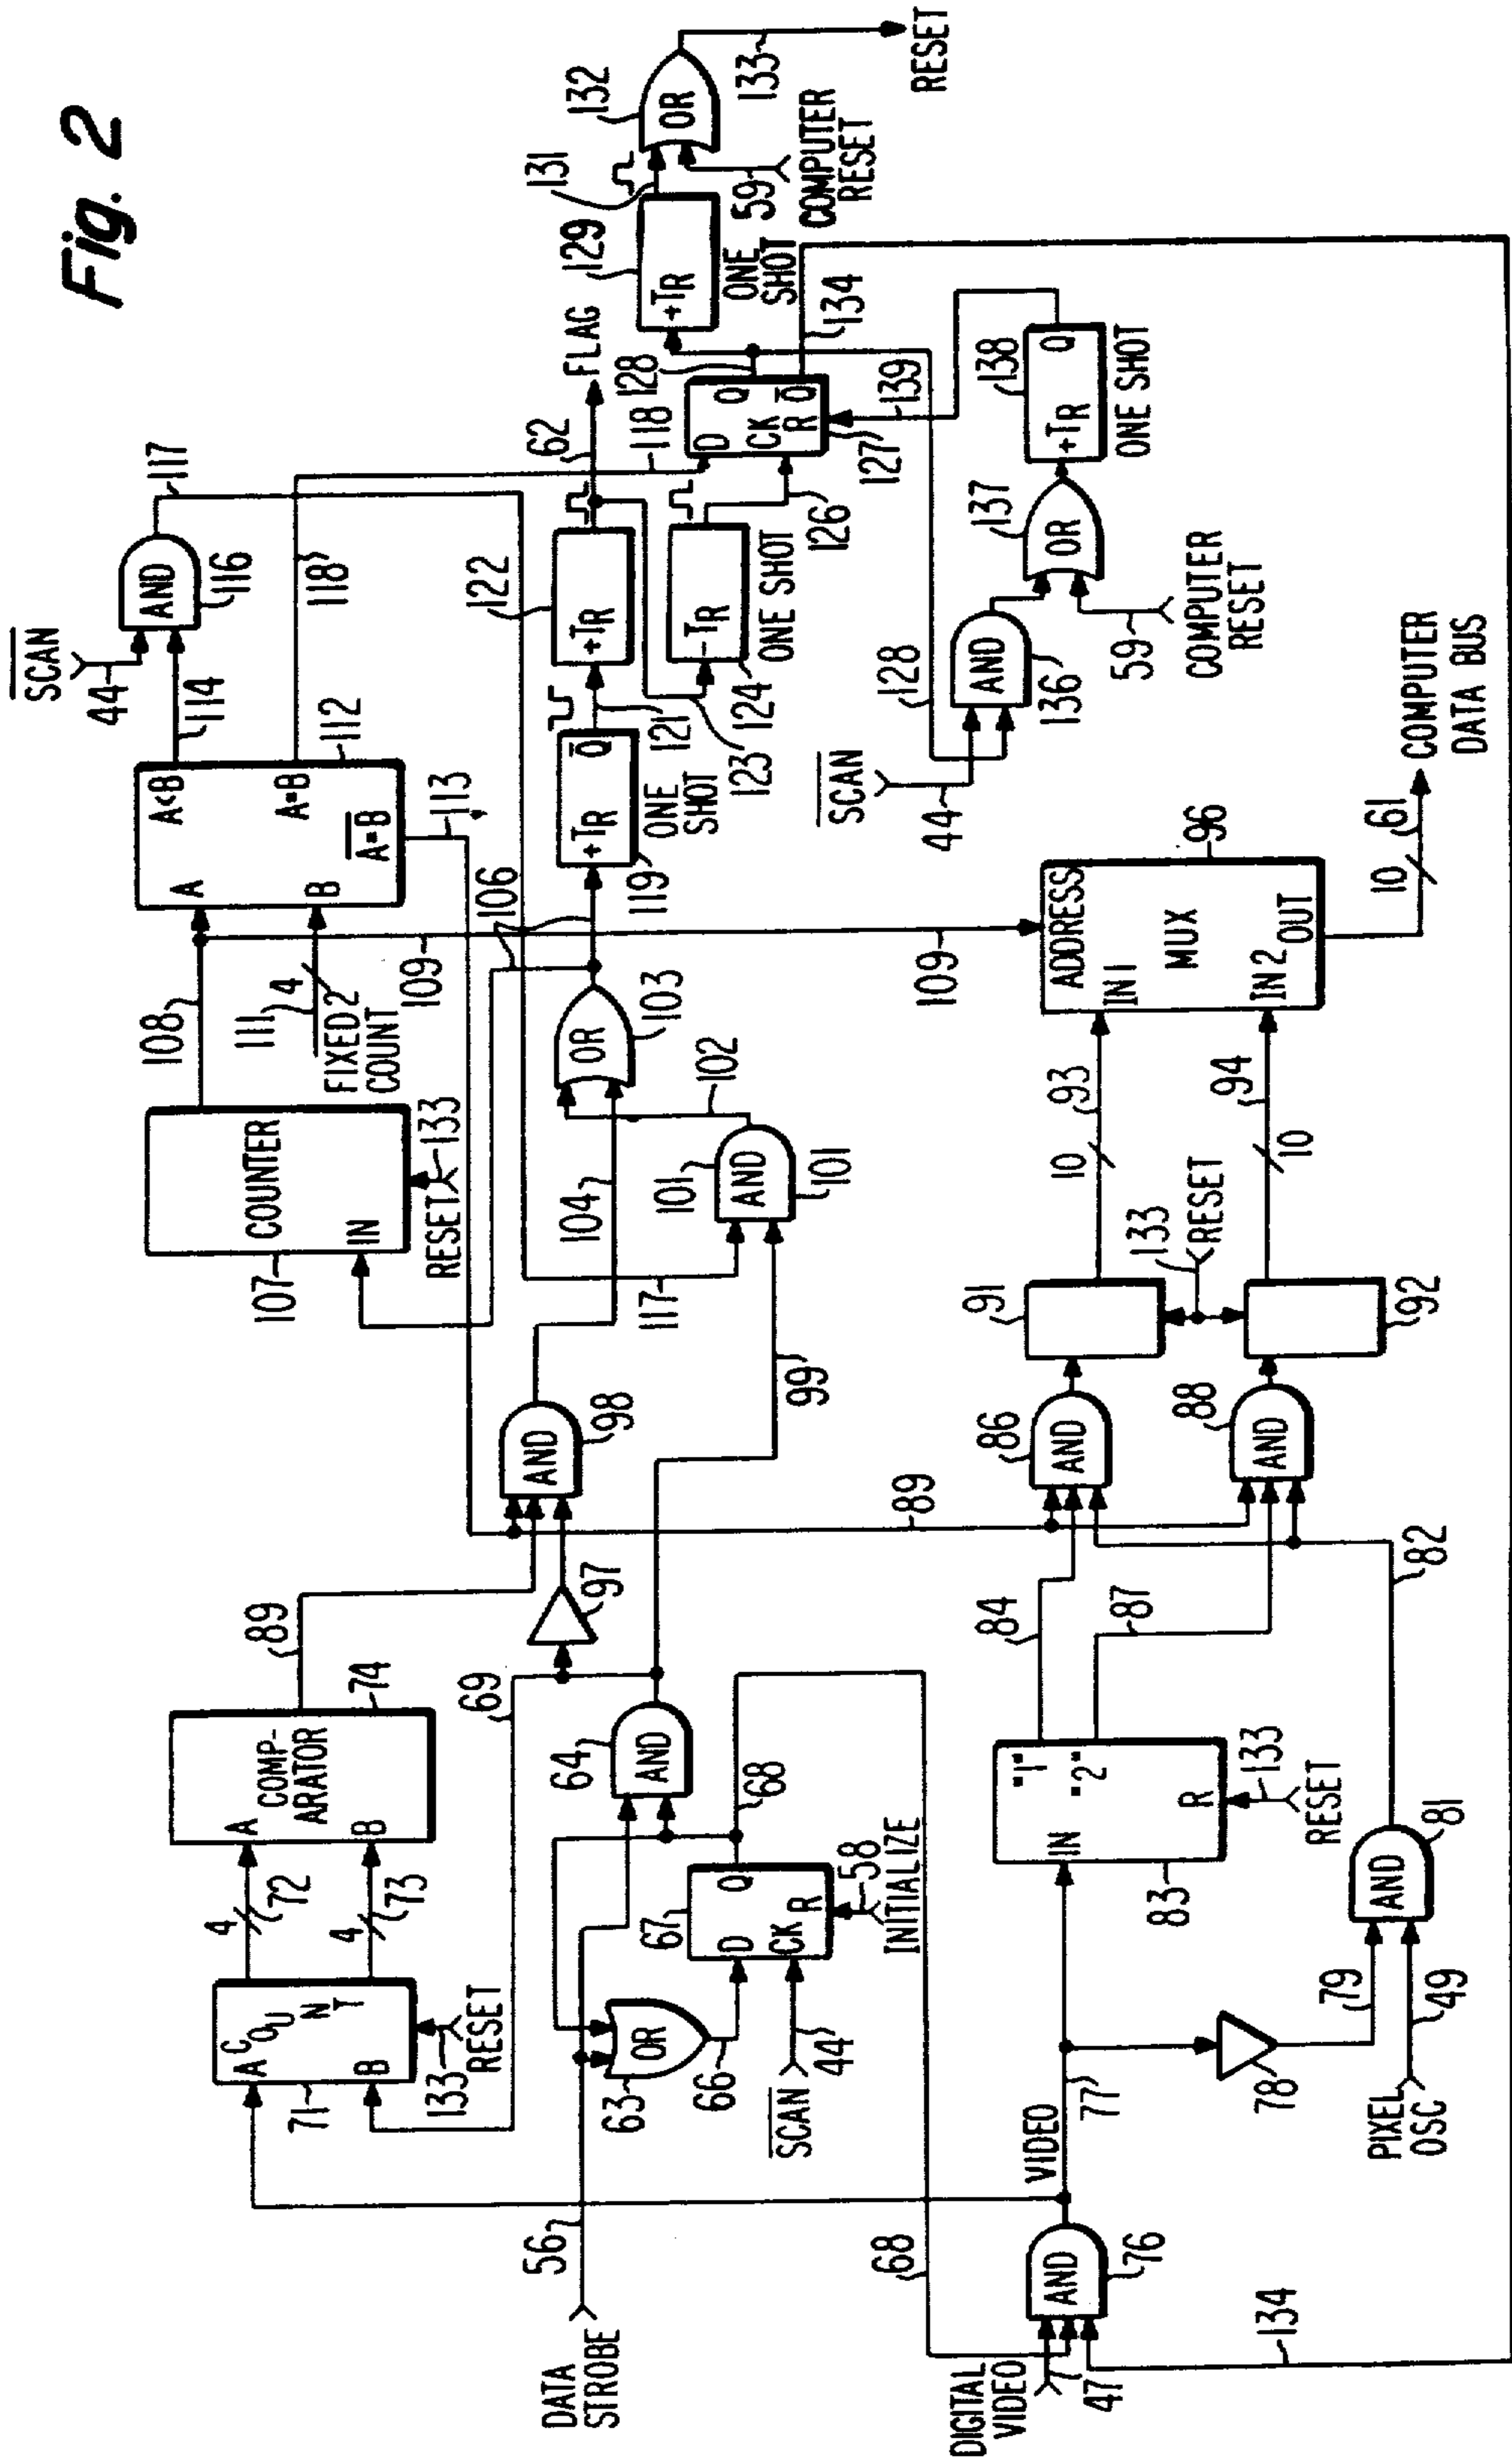 Fig. 2
SCAN
44
AND
116
117
114
A<B
A=B
A=B
A
B
112
113
118
108
111
4
FIXED 2
COUNT
109
COUNTER
IN
107
RESET
133
106
89
COMP-
ARATOR
A
B
74
4
72
4
73
A
COUNT
B
71
133
RESET
69
97
AND
98
104
OR
103
102
101
AND
101
117
99
+TR
Q
119
ONE
SHOT
121
+TR
122
123
-TR
124
ONE SHOT
62
FLAG
118
126
D
CK
R
Q
Q
127
128
+TR
129
ONE
SHOT
131
OR
132
59
COMPUTER
RESET
133
RESET
134
139
+TR
Q
138
ONE SHOT
OR
137
59
COMPUTER
RESET
AND
136
128
SCAN
44
DATA
STROBE
56
OR
63
66
64
AND
67
D
CK
Q
R
58
INITIALIZE
SCAN
44
68
68
DIGITAL
VIDEO
47
AND
76
VIDEO
77
78
79
PIXEL
OSC
49
AND
81
82
IN
"1"
"2"
R
83
133
RESET
84
87
89
86
AND
88
AND
91
92
133
RESET
10
93
10
94
109
ADDRESS
IN 1
MUX
IN 2
OUT
96
10
61
COMPUTER
DATA BUS
134